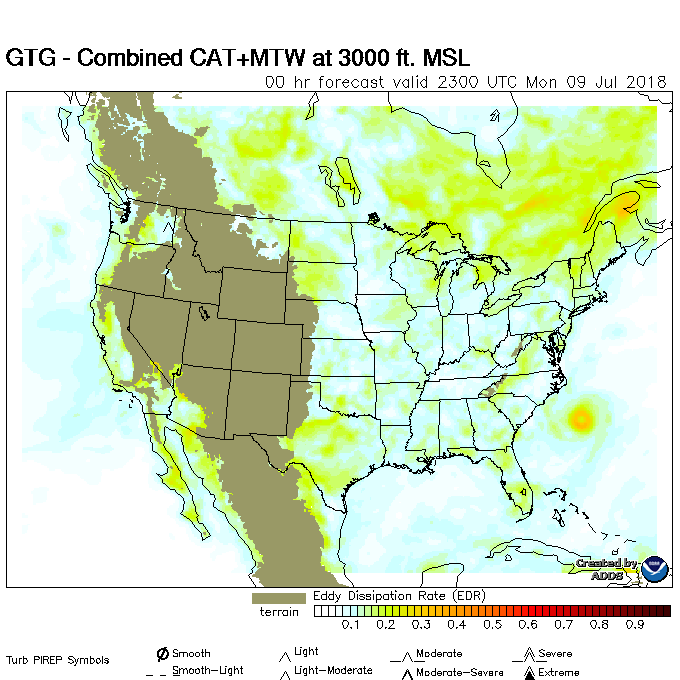 GTG - Combined CAT+MTW at 3000 ft. MSL
00 hr forecast valid 2300 UTC Mon 09 Jul 2018
Created by
ADDS
Eddy Dissipation Rate (EDR)
terrain
0.1 0.2 0.3 0.4 0.5 0.6 0.7 0.8 0.9
Turb PIREP Symbols
Smooth Light Moderate Severe
Smooth-Light Light-Moderate Moderate-Severe Extreme